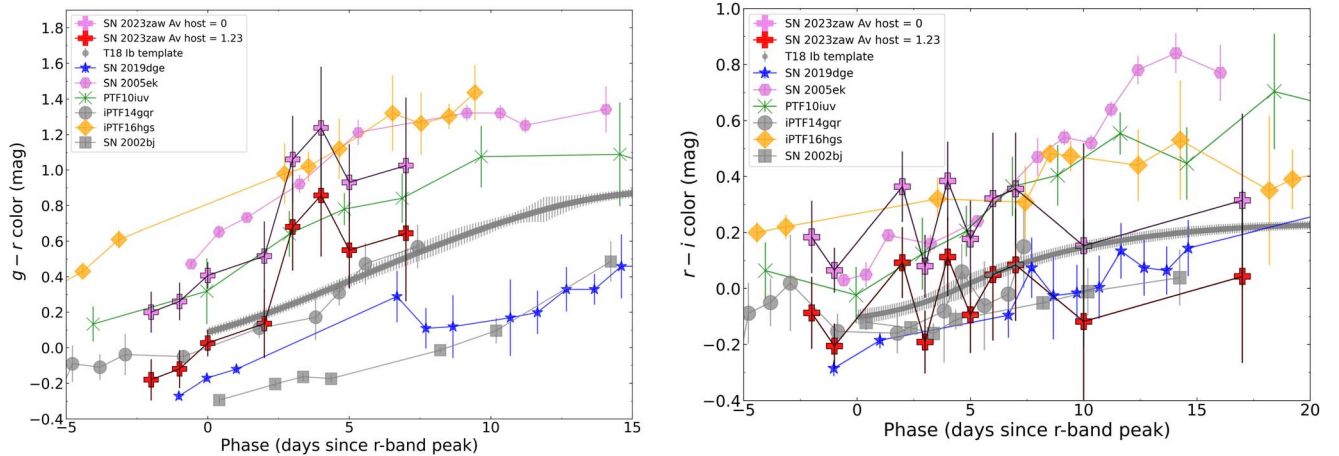 1.8
1.6
1.4
1.2
1.0
0.8
0.6
0.4
0.2
0.0
−0.2
−0.4
g − r color (mag)
SN 2023zaw Av host = 0
SN 2023zaw Av host = 1.23
T18 Ib template
SN 2019dge
SN 2005ek
PTF10iuv
iPTF14gqr
iPTF16hgs
SN 2002bj
−5
0
5
10
15
Phase (days since r-band peak)
1.0
0.8
0.6
0.4
0.2
0.0
−0.2
−0.4
r − i color (mag)
SN 2023zaw Av host = 0
SN 2023zaw Av host = 1.23
T18 Ib template
SN 2019dge
SN 2005ek
PTF10iuv
iPTF14gqr
iPTF16hgs
SN 2002bj
−5
0
5
10
15
20
Phase (days since r-band peak)